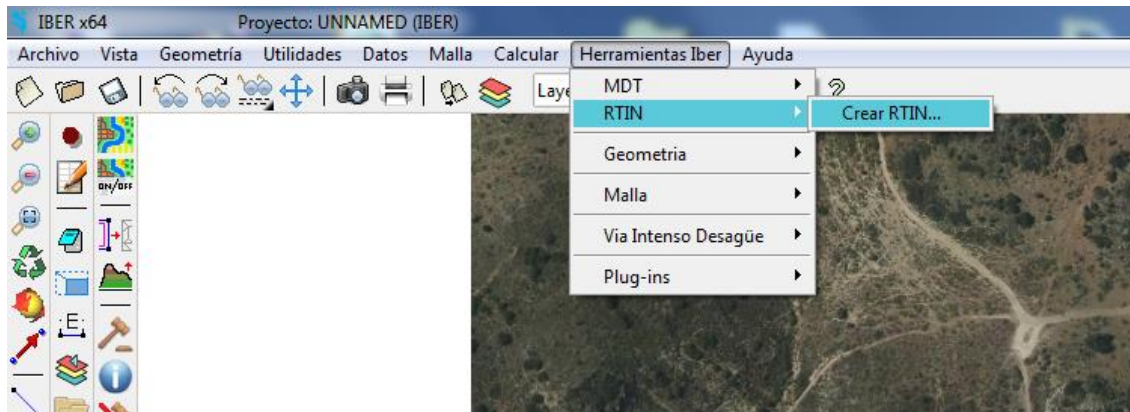 IBER x64 Proyecto: UNNAMED (IBER)
Archivo Vista Geometría Utilidades Datos Malla Calcular Herramientas Iber Ayuda
Laye
MDT
RTIN
Crear RTIN...
Geometria
Malla
Via Intenso Desagüe
Plug-ins
ON/OFF
E